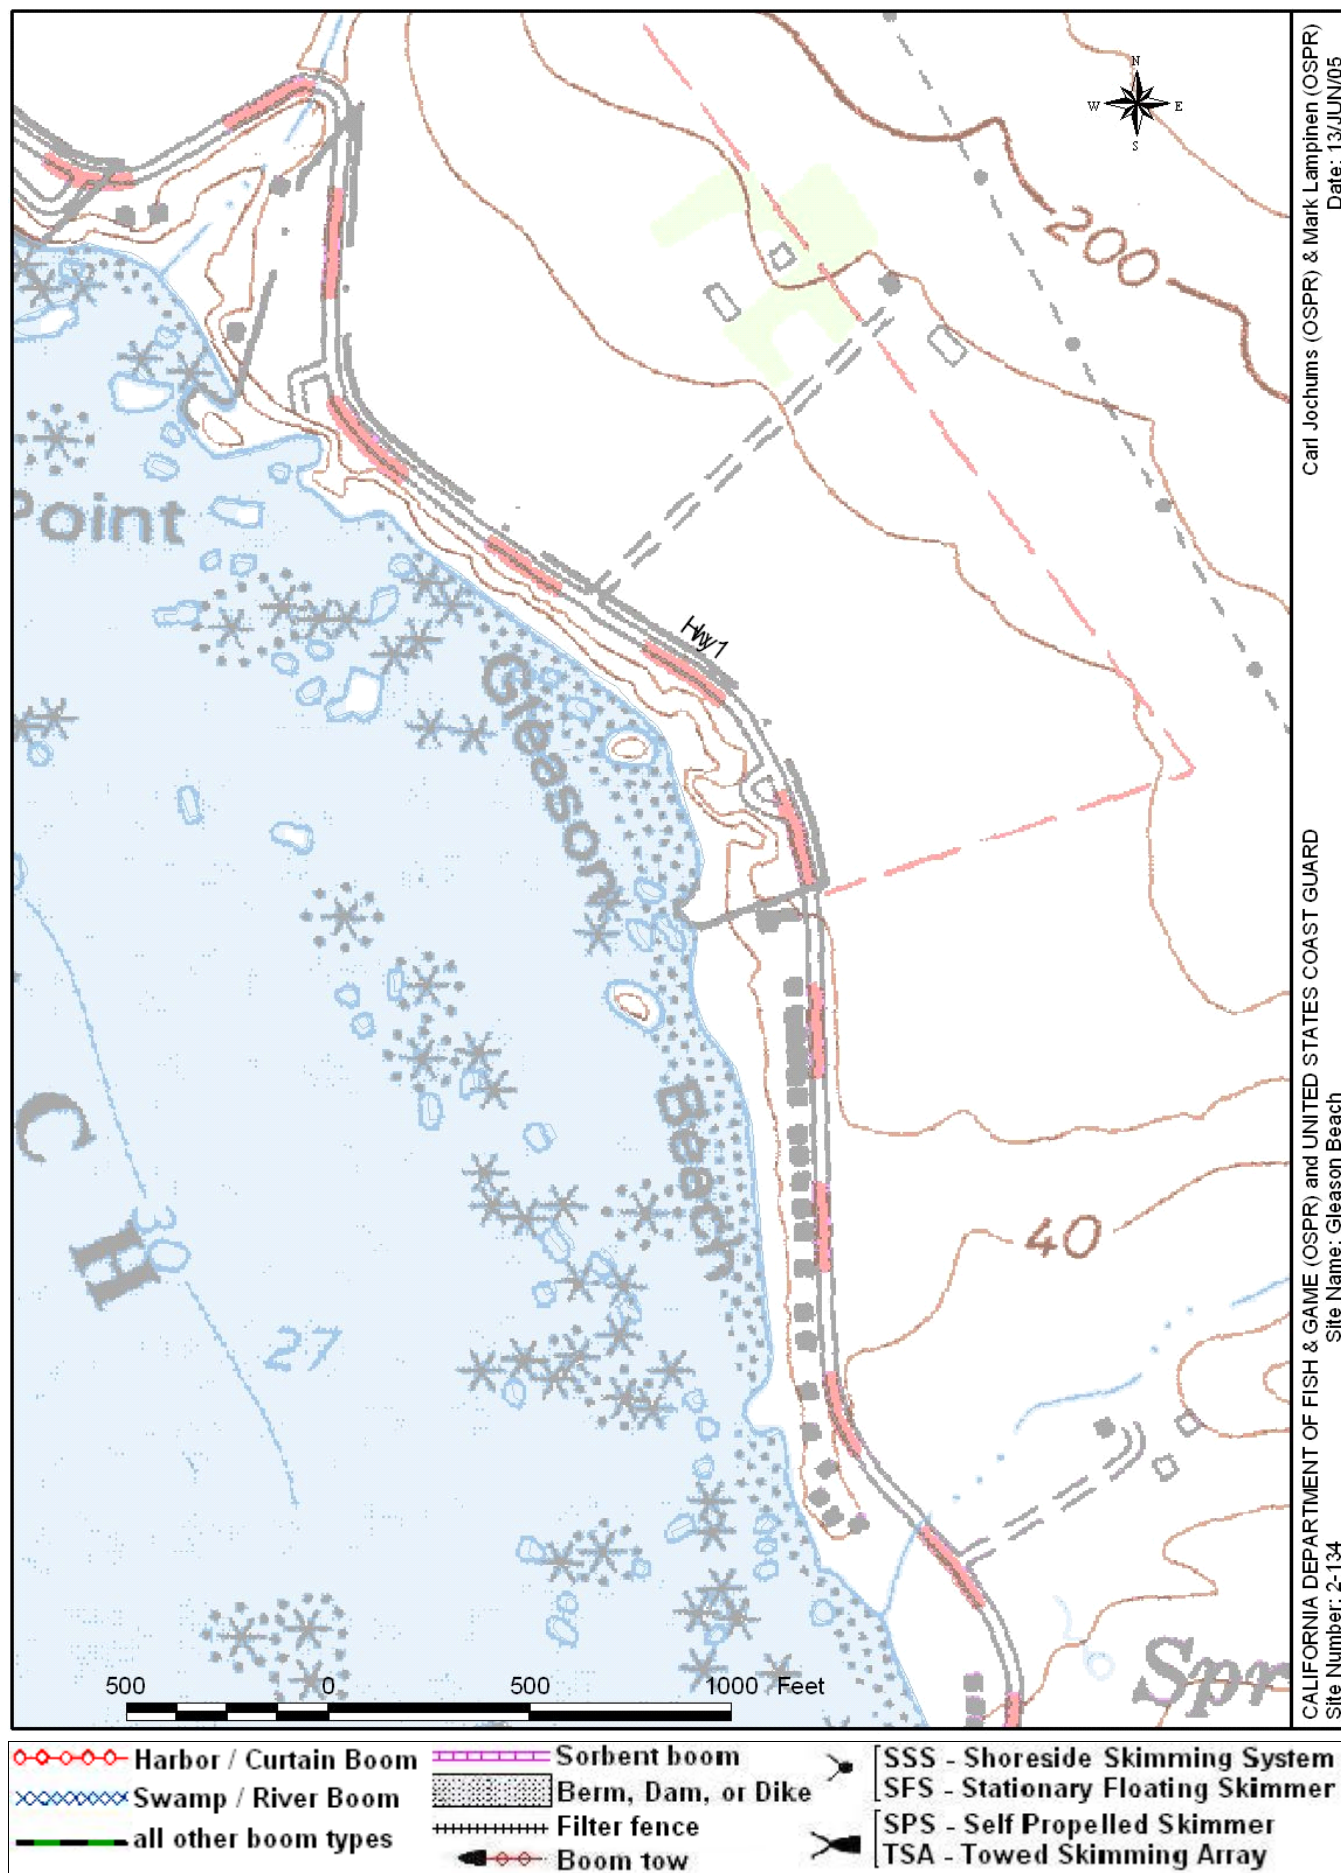 N
W E
S
200
Point
Hwy1
Gleason
Beach
C
H
30
27
40
Spr
500 0 500 1000 Feet
Carl Jochums (OSPR) & Mark Lampinen (OSPR)
Date: 13/JUN/05
CALIFORNIA DEPARTMENT OF FISH & GAME (OSPR) and UNITED STATES COAST GUARD
Site Number: 2-134 Site Name: Gleason Beach
Harbor / Curtain Boom
Swamp / River Boom
all other boom types
Sorbent boom
Berm, Dam, or Dike
Filter fence
Boom tow
SSS - Shoreside Skimming System
SFS - Stationary Floating Skimmer
SPS - Self Propelled Skimmer
TSA - Towed Skimming Array